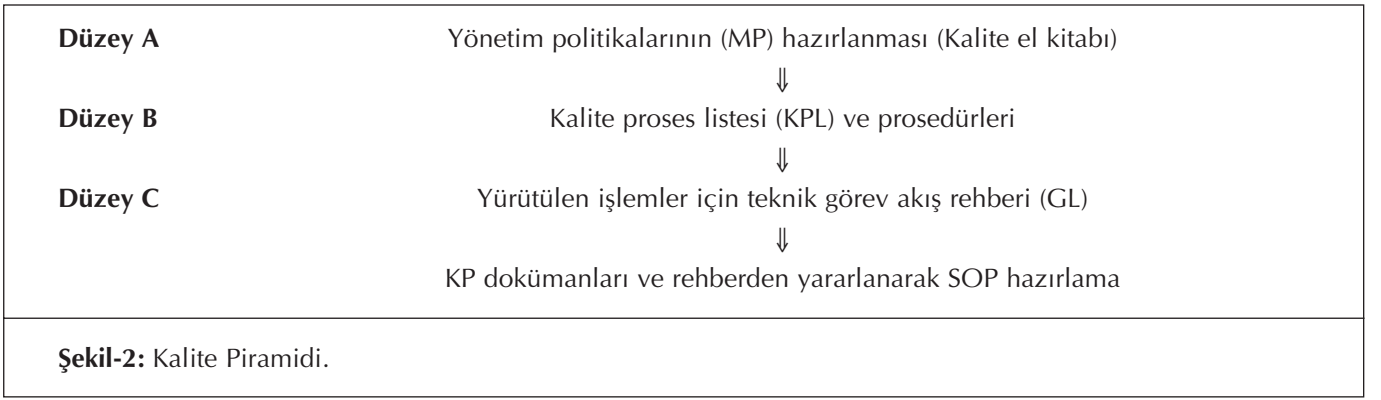 Düzey A Yönetim politikalarının (MP) hazırlanması (Kalite el kitabı)
⇓
Düzey B Kalite proses listesi (KPL) ve prosedürleri
⇓
Düzey C Yürütülen işlemler için teknik görev akış rehberi (GL)
⇓
KP dokümanları ve rehberden yararlanarak SOP hazırlama
Şekil-2: Kalite Piramidi.